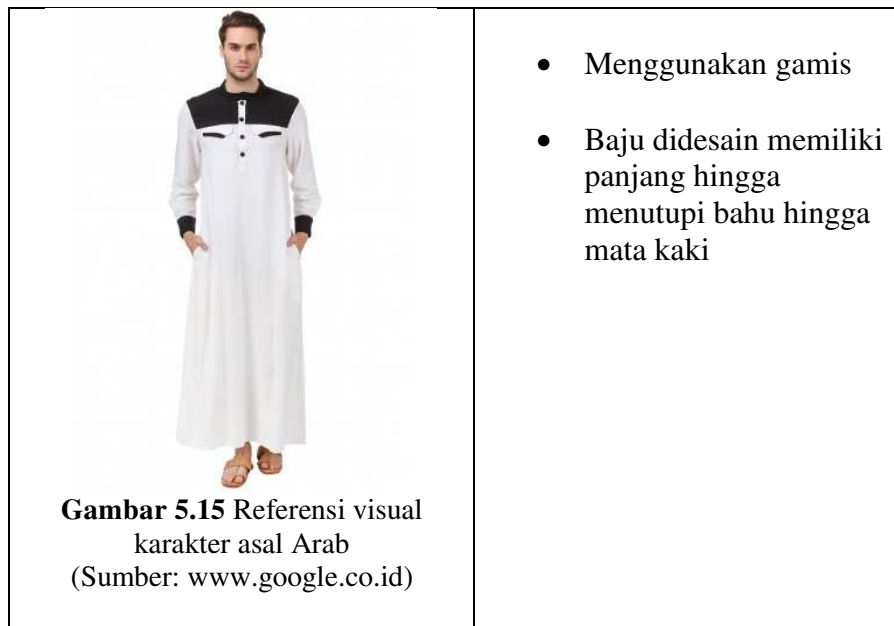 • Menggunakan gamis
• Baju didesain memiliki
panjang hingga
menutupi bahu hingga
mata kaki
Gambar 5.15 Referensi visual
karakter asal Arab
(Sumber: www.google.co.id)